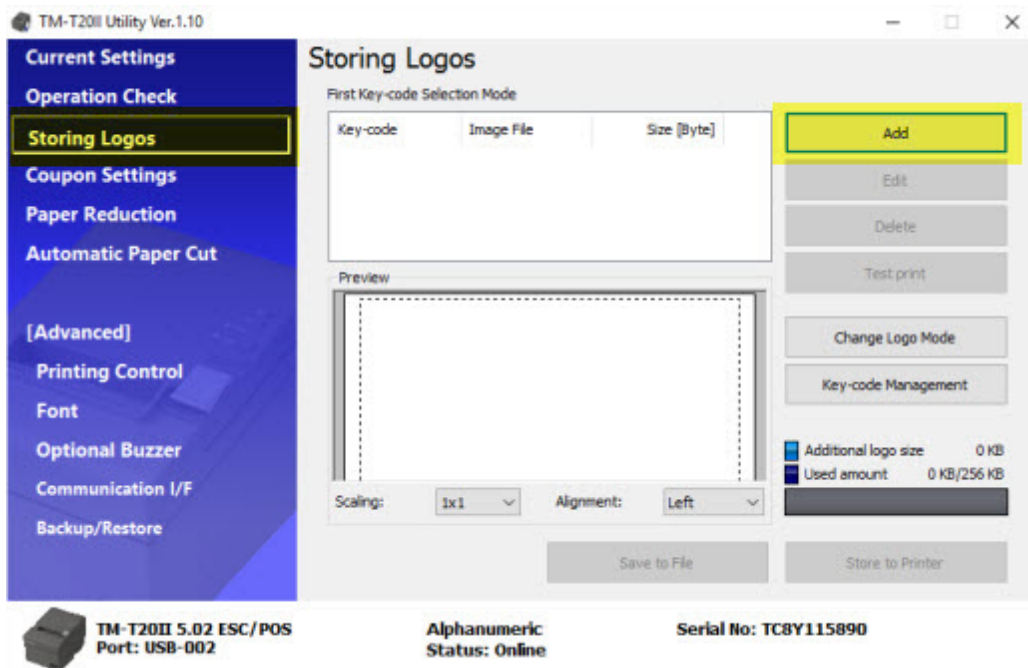 TM-T20II Utility Ver.1.10
Current Settings
Operation Check
Storing Logos
Coupon Settings
Paper Reduction
Automatic Paper Cut
[Advanced]
Printing Control
Font
Optional Buzzer
Communication I/F
Backup/Restore
Storing Logos
First Key-code Selection Mode
Key-code Image File Size [Byte]
Add
Edit
Delete
Test print
Preview
Change Logo Mode
Key-code Management
Additional logo size 0 KB
Used amount 0 KB/256 KB
Scaling: 1x1 Alignment: Left
Save to File Store to Printer
TM-T20II 5.02 ESC/POS Alphanumeric Serial No: TC8Y115890
Port: USB-002 Status: Online